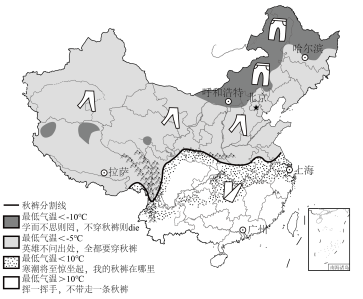 哈尔滨
呼和浩特
北京
拉萨
上海
广州
南海诸岛
秋裤分割线
最低气温<-10℃
学而不思则罔,不穿秋裤则die
最低气温<-5℃
英雄不问出处,全都要穿秋裤
最低气温<10℃
寒潮将至惊坐起,我的秋裤在哪里
最低气温>10℃
挥一挥手,不带走一条秋裤